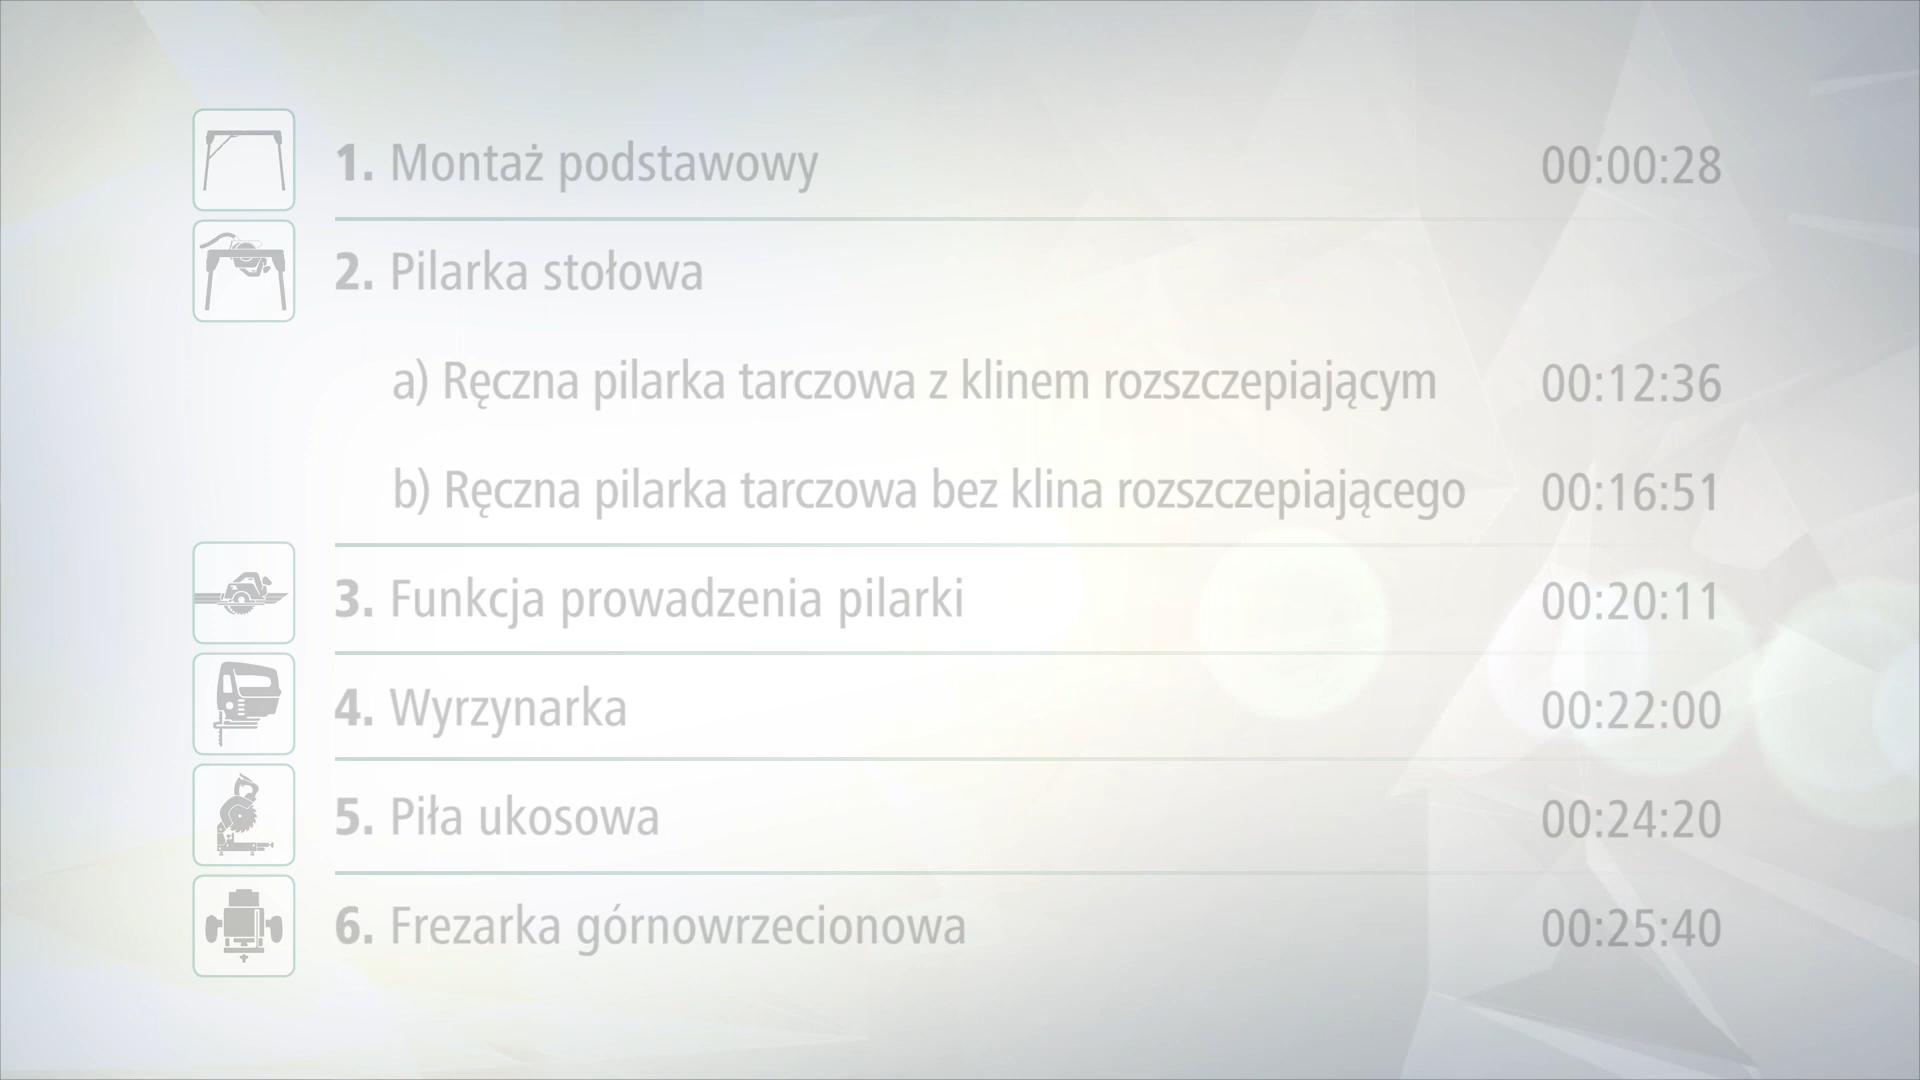 1. Montaż podstawowy 00:00:28
2. Pilarka stołowa
a) Ręczna pilarka tarczowa z klinem rozszczepiającym 00:12:36
b) Ręczna pilarka tarczowa bez klina rozszczepiającego 00:16:51
3. Funkcja prowadzenia pilarki 00:20:11
4. Wyrzynarka 00:22:00
5. Piła ukosowa 00:24:20
6. Frezarka górnowrzecionowa 00:25:40